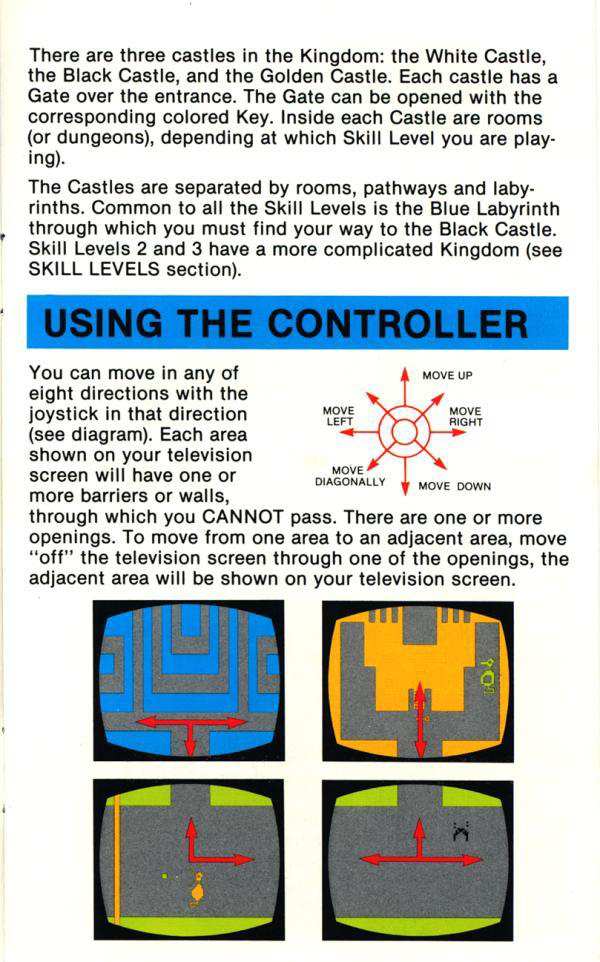 There are three castles in the Kingdom: the White Castle,
the Black Castle, and the Golden Castle. Each castle has a
Gate over the entrance. The Gate can be opened with the
corresponding colored Key. Inside each Castle are rooms
(or dungeons), depending at which Skill Level you are play-
ing).
The Castles are separated by rooms, pathways and laby-
rinths. Common to all the Skill Levels is the Blue Labyrinth
through which you must find your way to the Black Castle.
Skill Levels 2 and 3 have a more complicated Kingdom (see
SKILL LEVELS section).
USING THE CONTROLLER
You can move in any of
eight directions with the
joystick in that direction
(see diagram). Each area
shown on your television
screen will have one or
more barriers or walls,
through which you CANNOT pass. There are one or more
openings. To move from one area to an adjacent area, move
"off" the television screen through one of the openings, the
adjacent area will be shown on your television screen.
MOVE UP
MOVE
LEFT
MOVE
RIGHT
MOVE
DIAGONALLY
MOVE DOWN